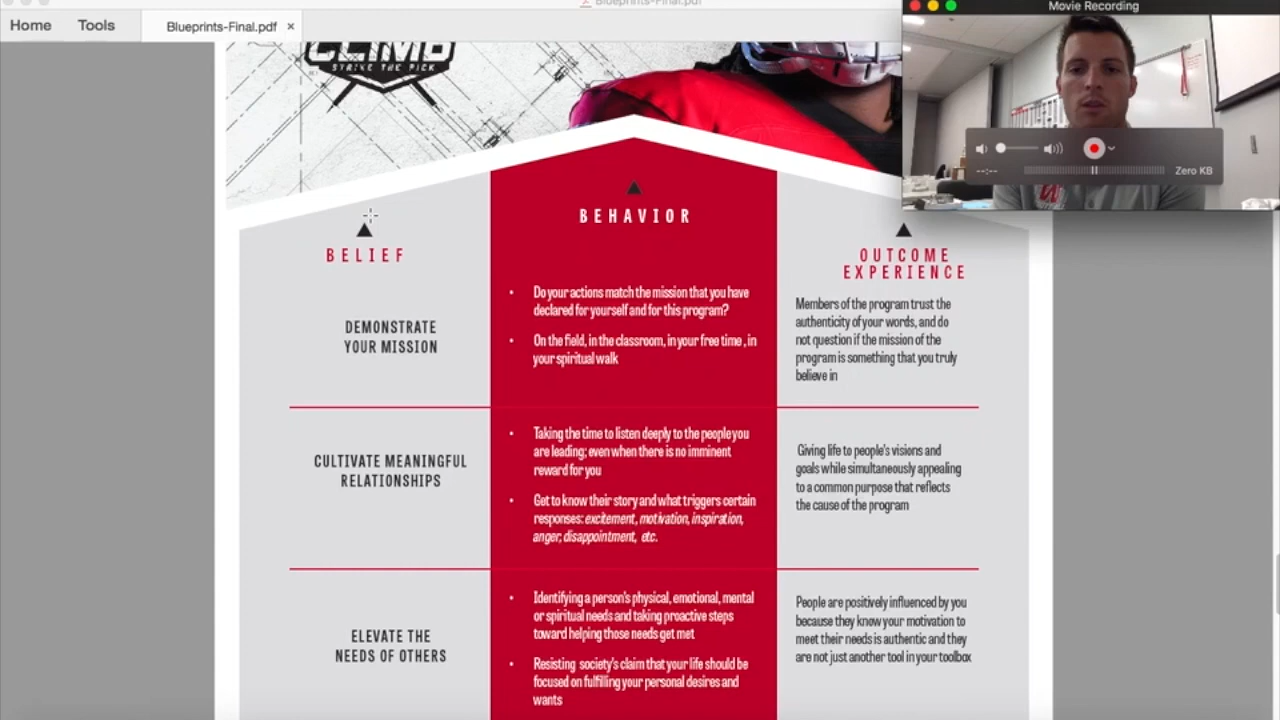 Blueprints-Final.pdf
Movie Recording
Home
Tools
Blueprints-Final.pdf ×
--:--
Zero KB
CLIMB
STRIKE THE PICK
BELIEF
BEHAVIOR
OUTCOME
EXPERIENCE
DEMONSTRATE
YOUR MISSION
• Do your actions match the mission that you have
declared for yourself and for this program?
• On the field, in the classroom, in your free time , in
your spiritual walk
Members of the program trust the
authenticity of your words, and do
not question if the mission of the
program is something that you truly
believe in
CULTIVATE MEANINGFUL
RELATIONSHIPS
• Taking the time to listen deeply to the people you
are leading; even when there is no imminent
reward for you
• Get to know their story and what triggers certain
responses: excitement, motivation, inspiration,
anger, disappointment, etc.
Giving life to people's visions and
goals while simultaneously appealing
to a common purpose that reflects
the cause of the program
ELEVATE THE
NEEDS OF OTHERS
• Identifying a person's physical, emotional, mental
or spiritual needs and taking proactive steps
toward helping those needs get met
• Resisting society's claim that your life should be
focused on fulfilling your personal desires and
wants
People are positively influenced by you
because they know your motivation to
meet their needs is authentic and they
are not just another tool in your toolbox